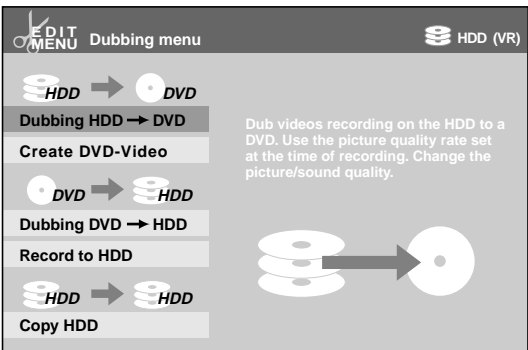 EDIT
MENU Dubbing menu
HDD (VR)
HDD DVD
Dubbing HDD → DVD
Create DVD-Video
DVD HDD
Dubbing DVD → HDD
Record to HDD
HDD HDD
Copy HDD
Dub videos recording on the HDD to a
DVD. Use the picture quality rate set
at the time of recording. Change the
picture/sound quality.